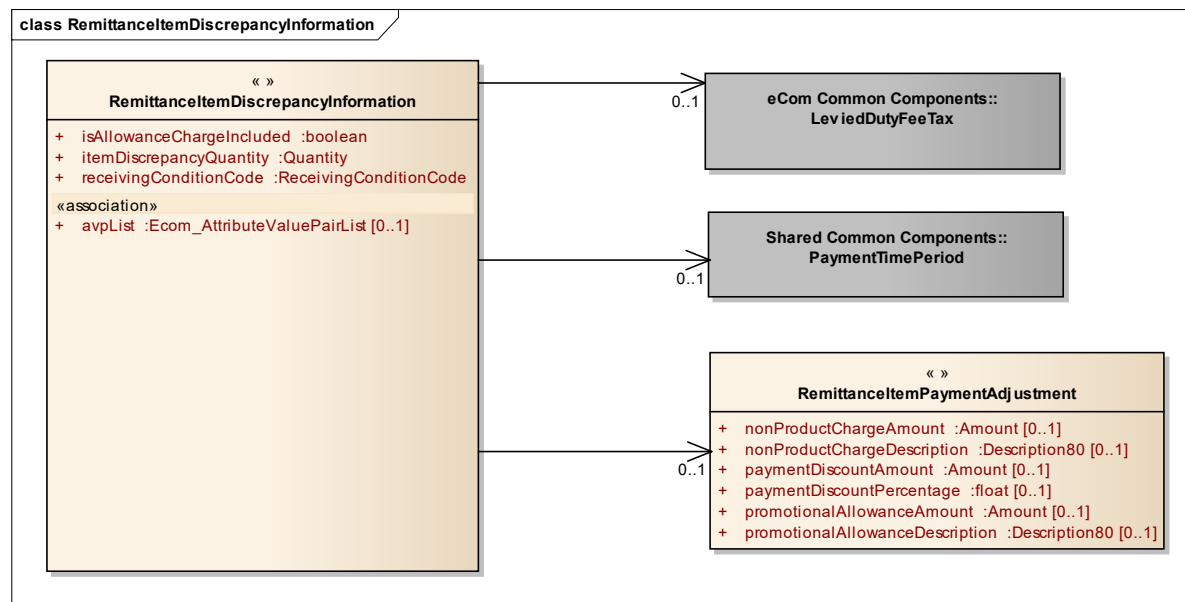 class RemittanceItemDiscrepancyInformation
« »
RemittanceItemDiscrepancyInformation
+ isAllowanceChargeIncluded :boolean
+ itemDiscrepancyQuantity :Quantity
+ receivingConditionCode :ReceivingConditionCode
«association»
+ avpList :Ecom_AttributeValuePairList [0..1]
0..1
eCom Common Components::
LeviedDutyFeeTax
0..1
Shared Common Components::
PaymentTimePeriod
0..1
« »
RemittanceItemPaymentAdjustment
+ nonProductChargeAmount :Amount [0..1]
+ nonProductChargeDescription :Description80 [0..1]
+ paymentDiscountAmount :Amount [0..1]
+ paymentDiscountPercentage :float [0..1]
+ promotionalAllowanceAmount :Amount [0..1]
+ promotionalAllowanceDescription :Description80 [0..1]